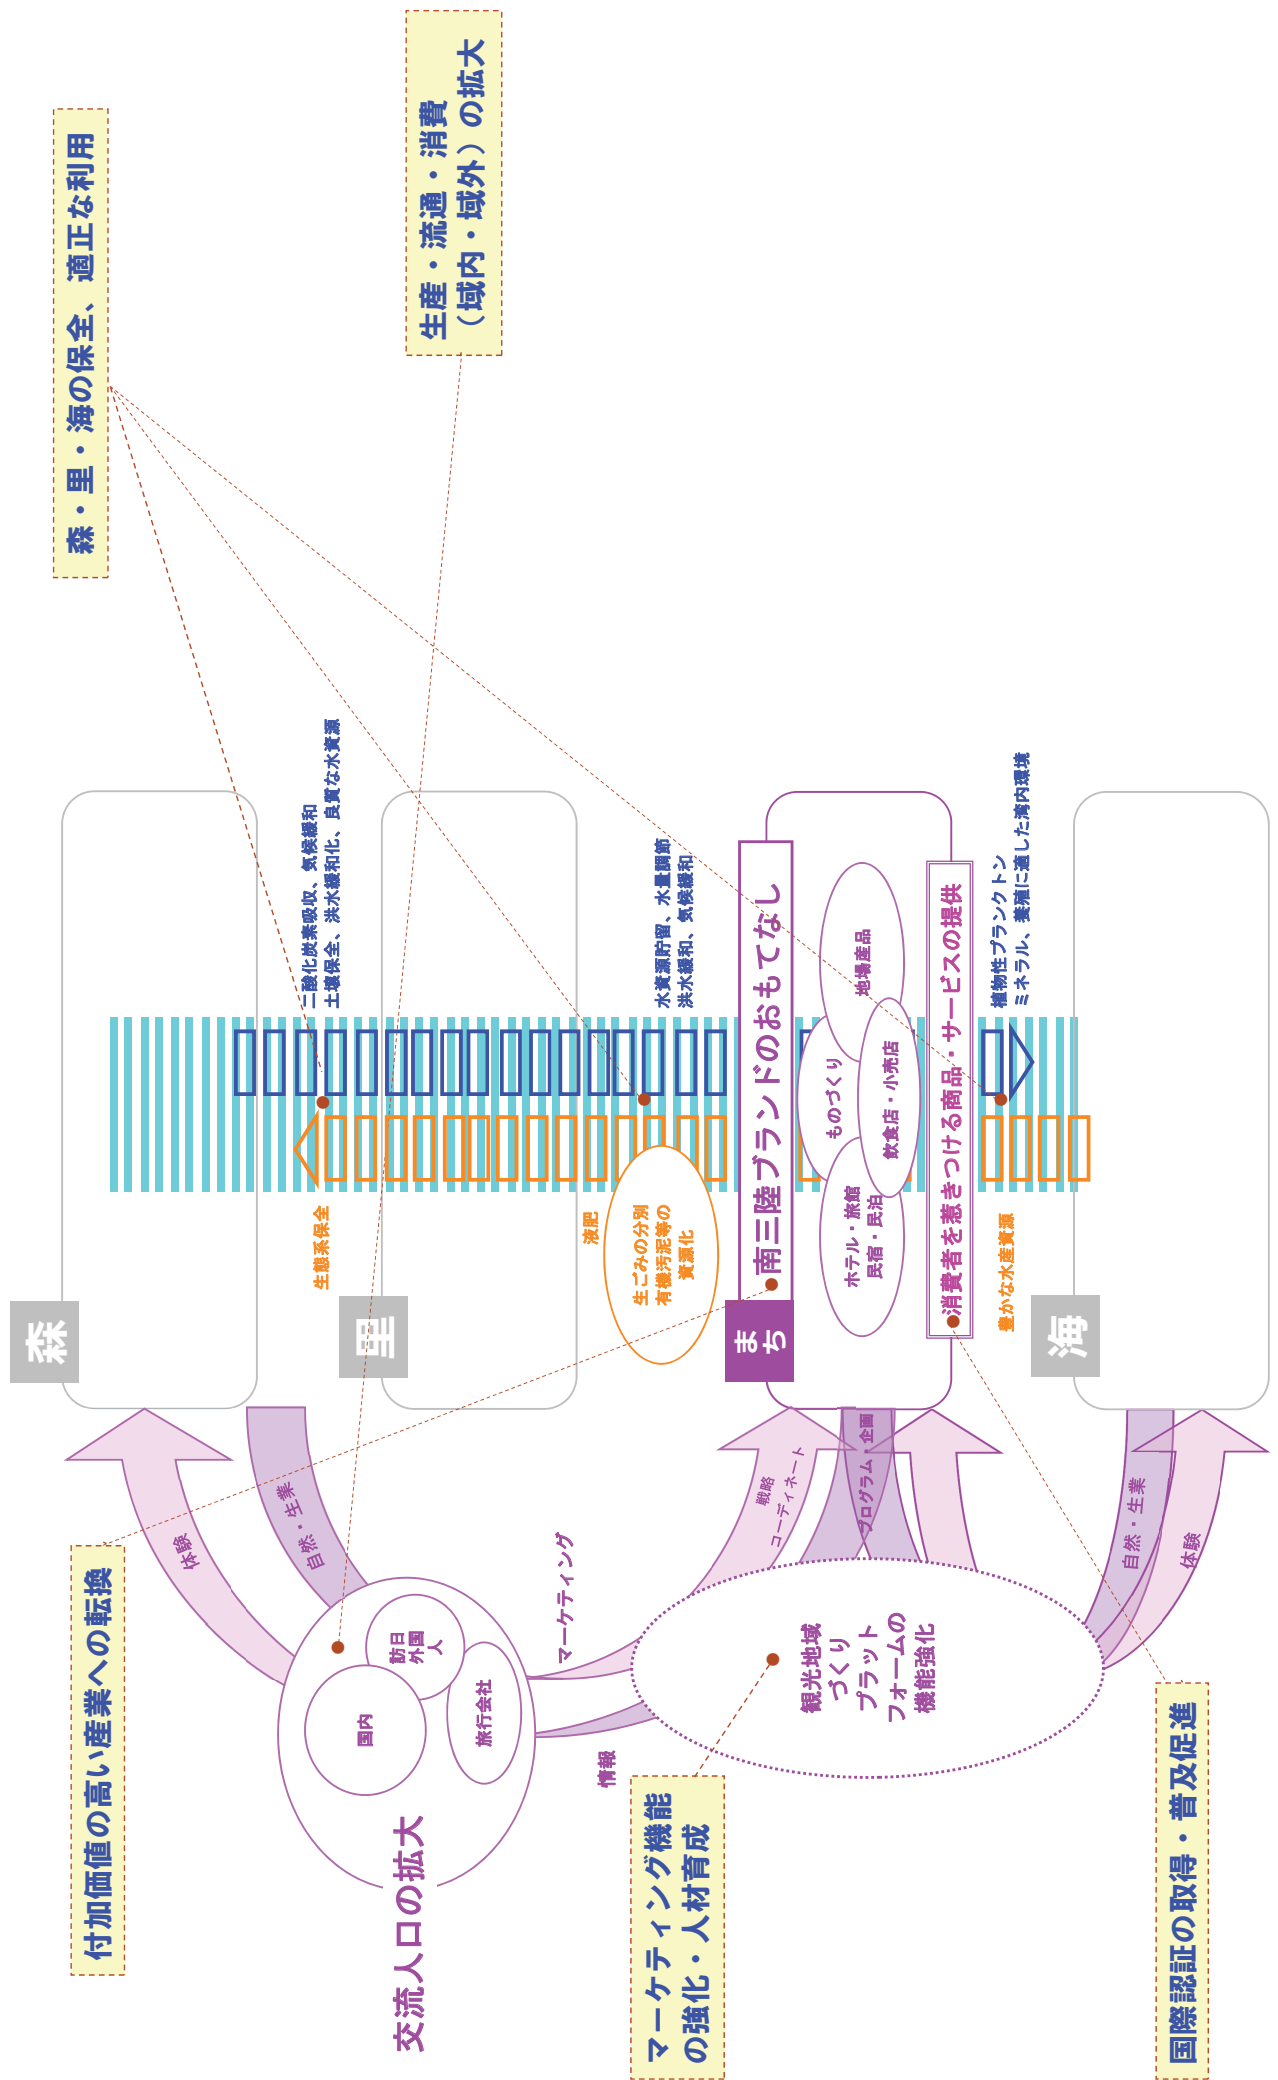 森・里・海の保全、適正な利用
生産・流通・消費
（域内・域外）の拡大
二酸化炭素吸収、気候緩和
土壌保全、洪水緩和化、良質な水資源
水資源貯留、水量調節
洪水緩和、気候緩和
植物性プランクトン
ミネラル、養殖に適した湾内環境
森
里
まち
海
生態系保全
液肥
生ごみの分別
有機汚泥等の
資源化
豊かな水産資源
南三陸ブランドのおもてなし
地場産品
ものづくり
飲食店・小売店
ホテル・旅館
民宿・民泊
消費者を惹きつける商品・サービスの提供
体験
自然・生業
戦略
コーディネート
プログラム・企画
自然・生業
体験
マーケティング
情報
訪日
外国
人
国内
旅行会社
交流人口の拡大
観光地域
づくり
プラット
フォームの
機能強化
付加価値の高い産業への転換
マーケティング機能
の強化・人材育成
国際認証の取得・普及促進